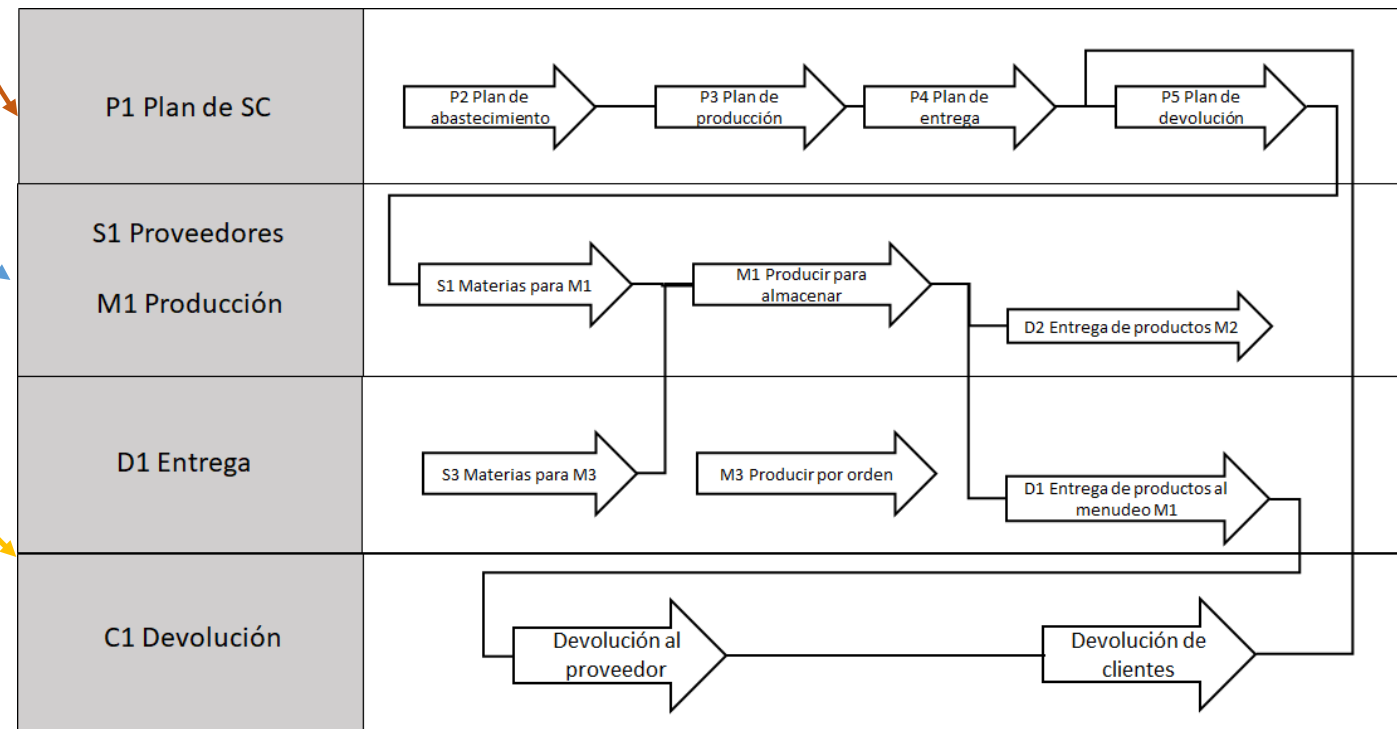 P1 Plan de SC
P2 Plan de
abastecimiento
P3 Plan de
producción
P4 Plan de
entrega
P5 Plan de
devolución
S1 Proveedores
M1 Producción
S1 Materias para M1
M1 Producir para
almacenar
D2 Entrega de productos M2
D1 Entrega
S3 Materias para M3
M3 Producir por orden
D1 Entrega de productos al
menudeo M1
C1 Devolución
Devolución al
proveedor
Devolución de
clientes